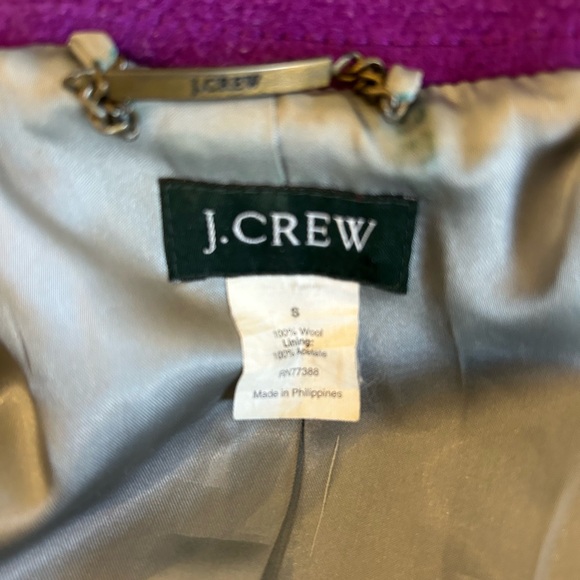 J.CREW
J.CREW
S
100% Wool
Lining:
100% Acetate
RN77388
Made in Philippines